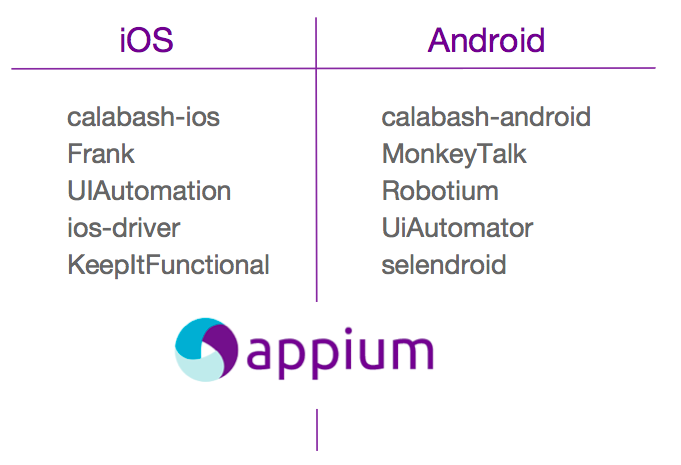 iOS
Android
calabash-ios
Frank
UIAutomation
ios-driver
KeepItFunctional
calabash-android
MonkeyTalk
Robotium
UiAutomator
selendroid
appium